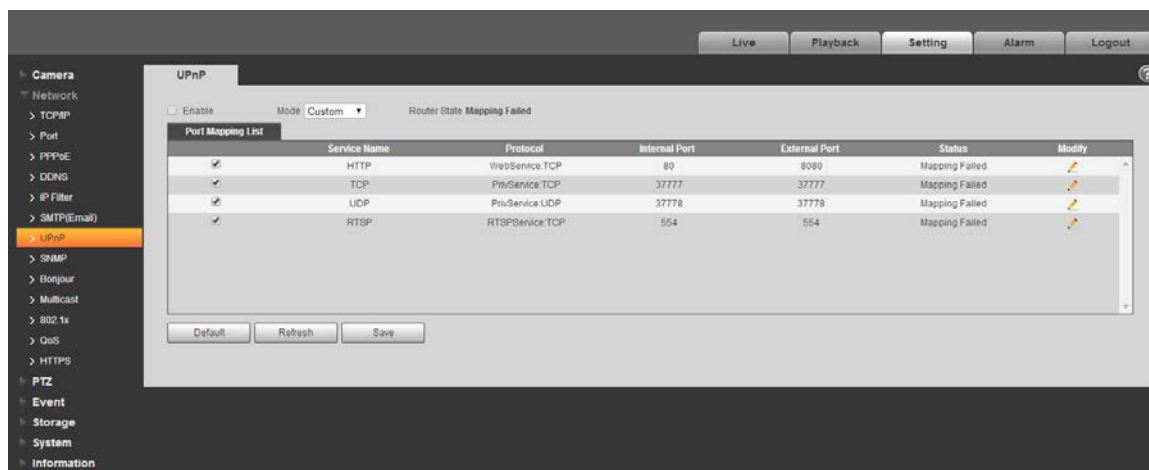 Live Playback Setting Alarm Logout
Camera
Network
TCP/IP
Port
PPPoE
DDNS
IP Filter
SMTP(Email)
UPnP
SNMP
Bonjour
Multicast
802.1x
QoS
HTTPS
PTZ
Event
Storage
System
Information
UPnP
Enable Mode Custom Router State Mapping Failed
Port Mapping List
Service Name Protocol Internal Port External Port Status Modify
HTTP WebService:TCP 80 8080 Mapping Failed
TCP PrivService:TCP 37777 37777 Mapping Failed
UDP PrivService:UDP 37778 37778 Mapping Failed
RTSP RTSPService:TCP 554 554 Mapping Failed
Default Refresh Save